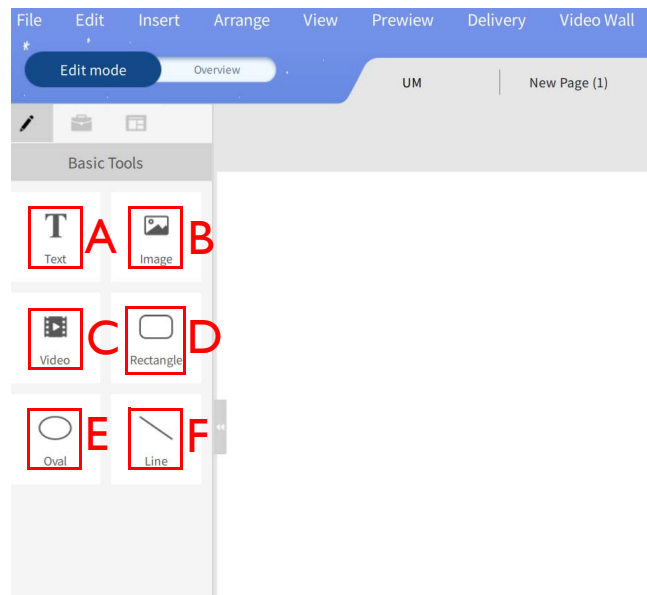 File Edit Insert Arrange View Prewiew Delivery Video Wall
Edit mode Overview
UM New Page (1)
Basic Tools
T A B
Text Image
C D
Video Rectangle
E F
Oval Line